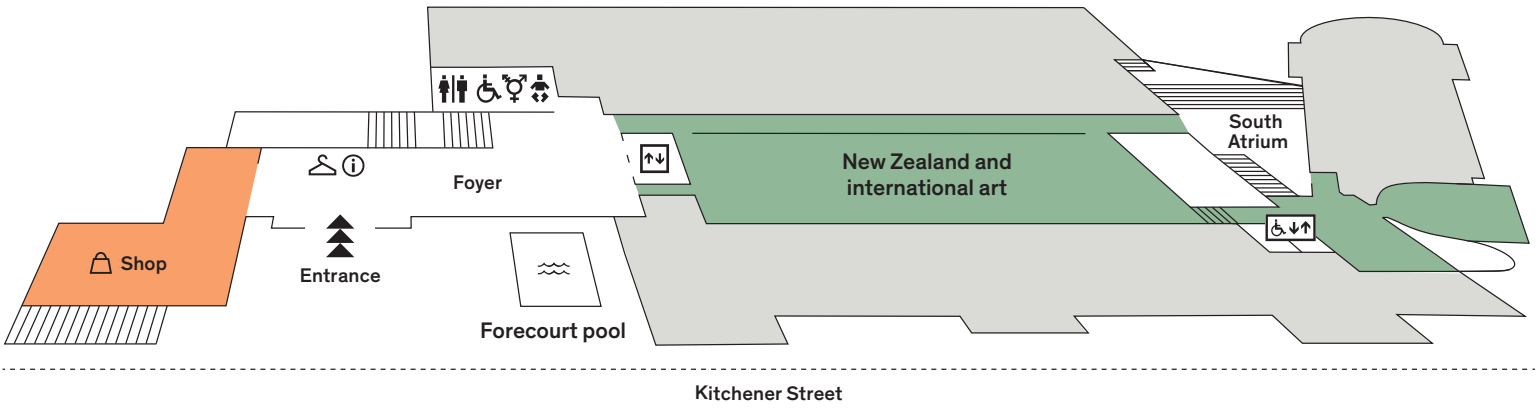 South
Atrium
New Zealand and
international art
Foyer
Shop
Entrance
Forecourt pool
Kitchener Street